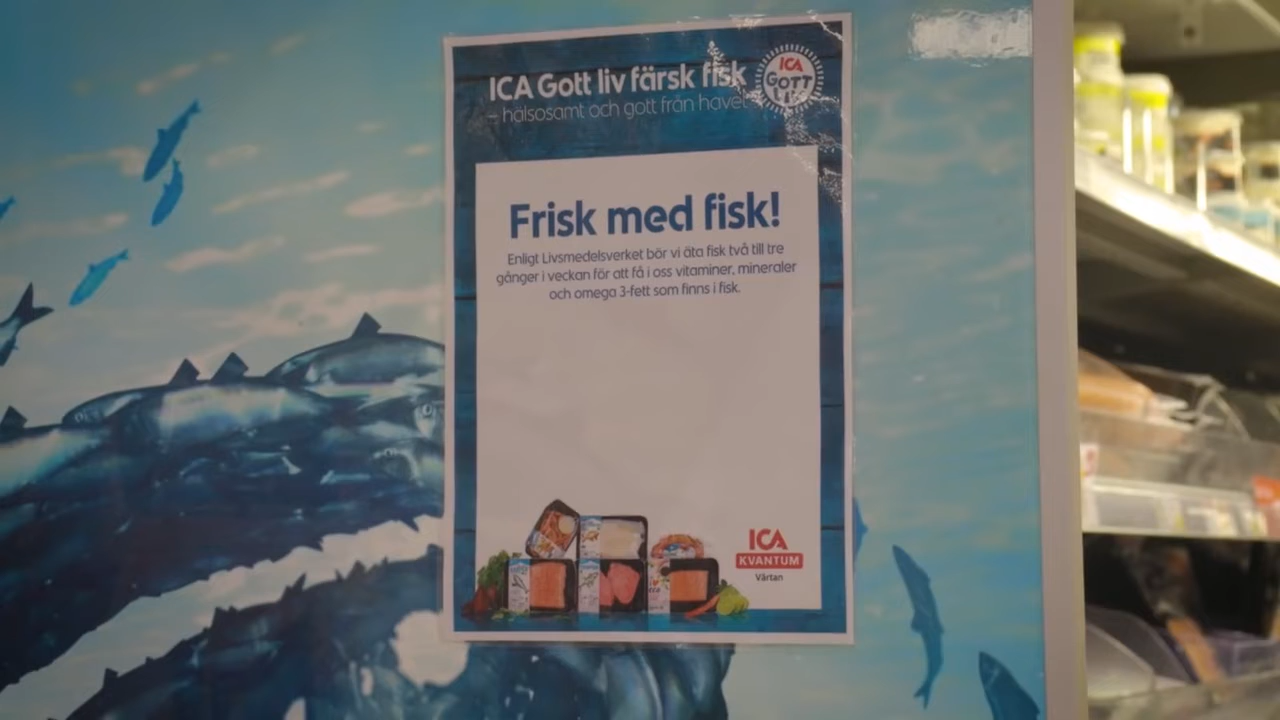 ICA Gott liv färsk fisk
– hälsosamt och gott från havet
ICA
GOTT
LIV
Frisk med fisk!
Enligt Livsmedelsverket bör vi äta fisk två till tre
gånger i veckan för att få i oss vitaminer, mineraler
och omega 3-fett som finns i fisk.
ICA
KVANTUM
Värtan